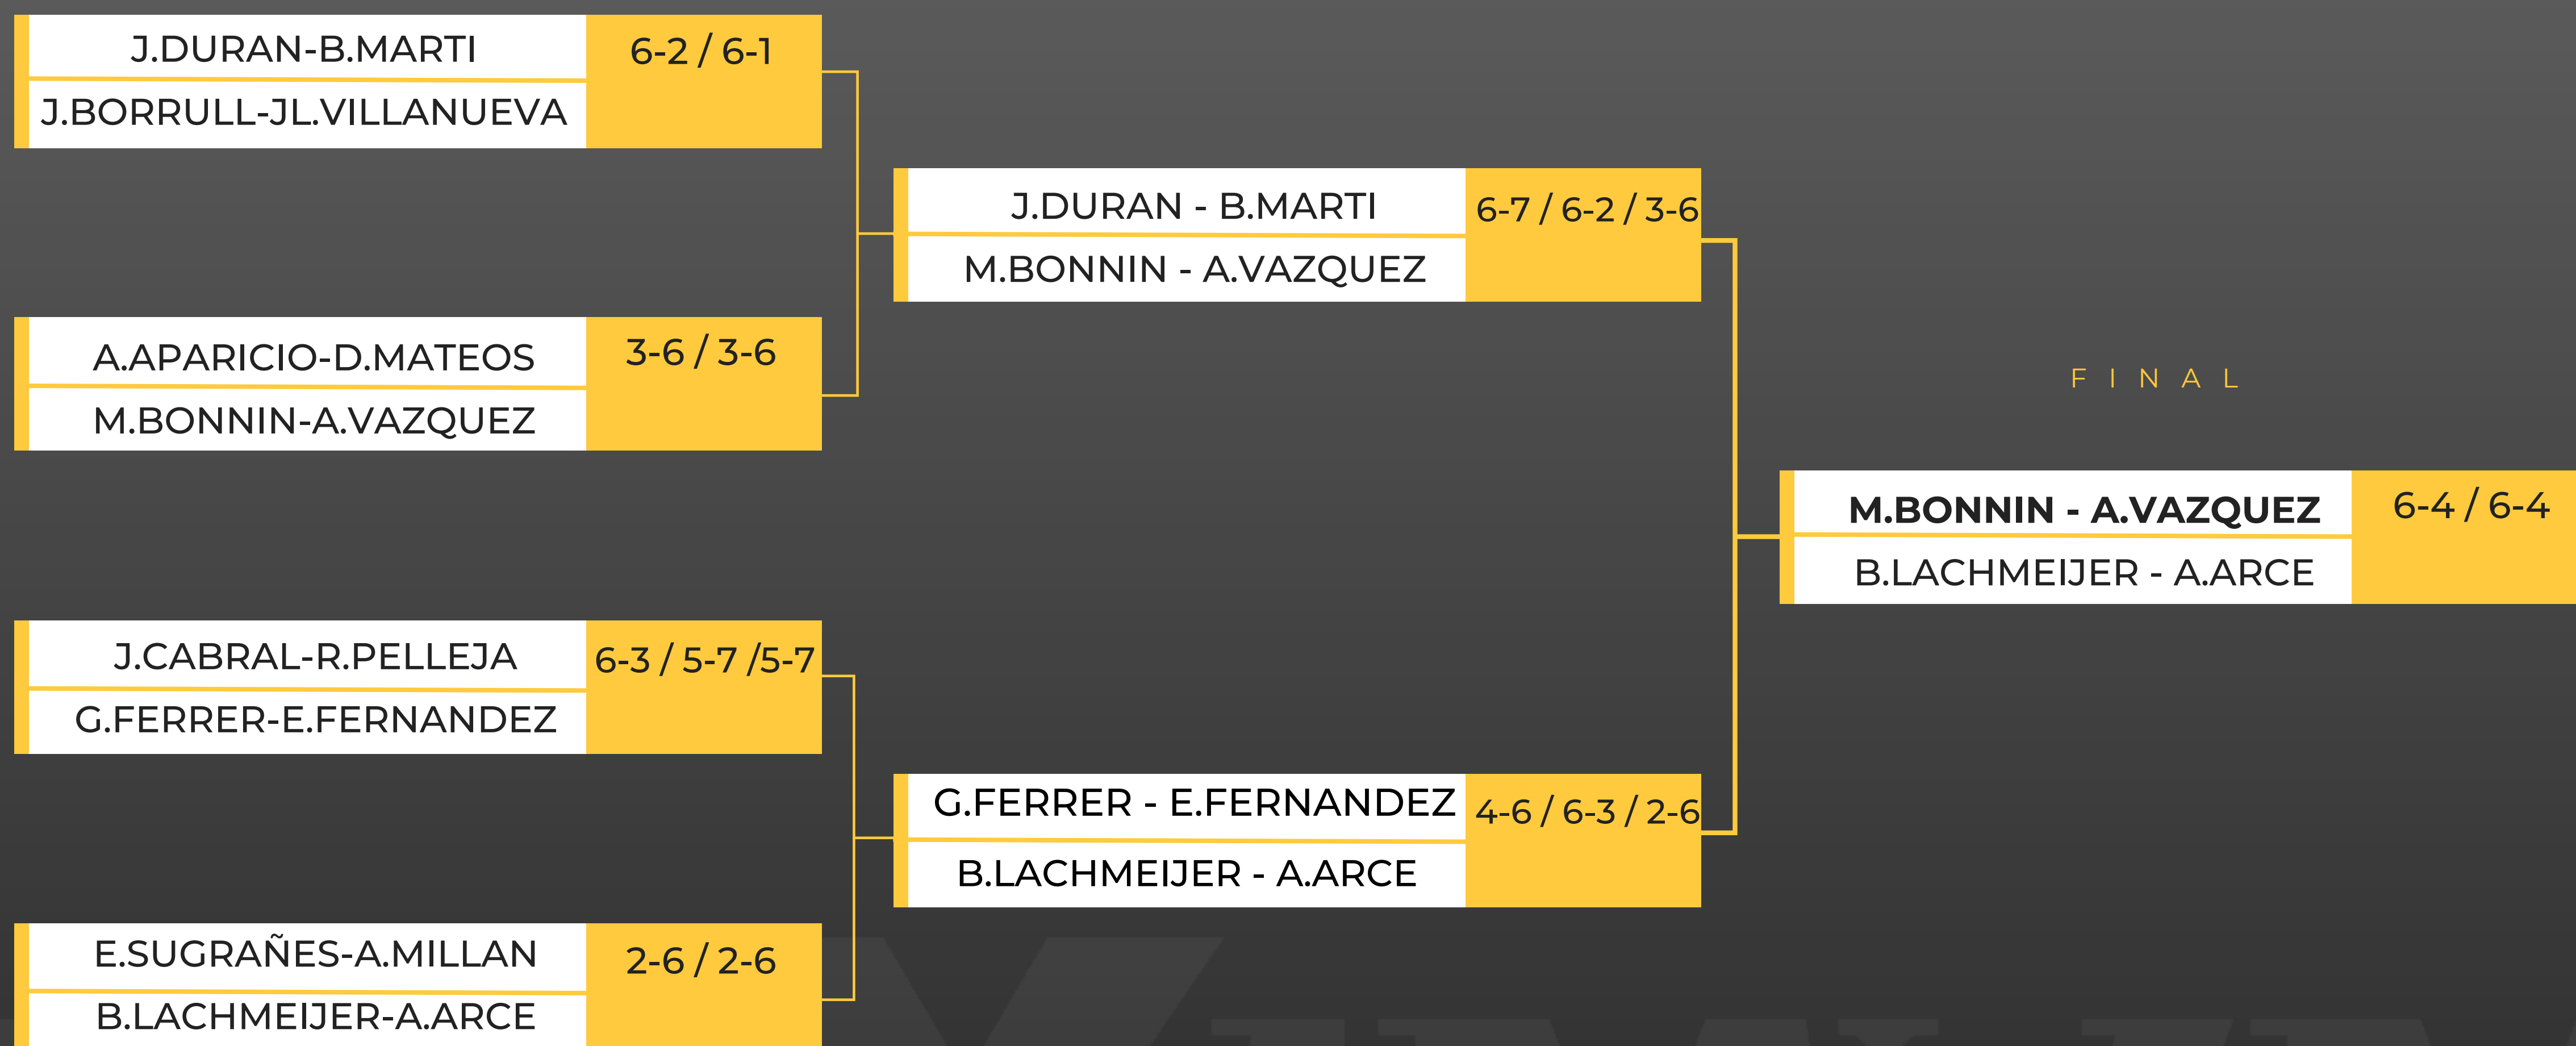 J.DURAN-B.MARTI
6-2 / 6-1
J.BORRULL-JL.VILLANUEVA
A.APARICIO-D.MATEOS
3-6 / 3-6
M.BONNIN-A.VAZQUEZ
J.CABRAL-R.PELLEJA
6-3 / 5-7 /5-7
G.FERRER-E.FERNANDEZ
E.SUGRAÑES-A.MILLAN
2-6 / 2-6
B.LACHMEIJER-A.ARCE
J.DURAN - B.MARTI
6-7 / 6-2 / 3-6
M.BONNIN - A.VAZQUEZ
G.FERRER - E.FERNANDEZ
4-6 / 6-3 / 2-6
B.LACHMEIJER - A.ARCE
FINAL
M.BONNIN - A.VAZQUEZ
6-4 / 6-4
B.LACHMEIJER - A.ARCE